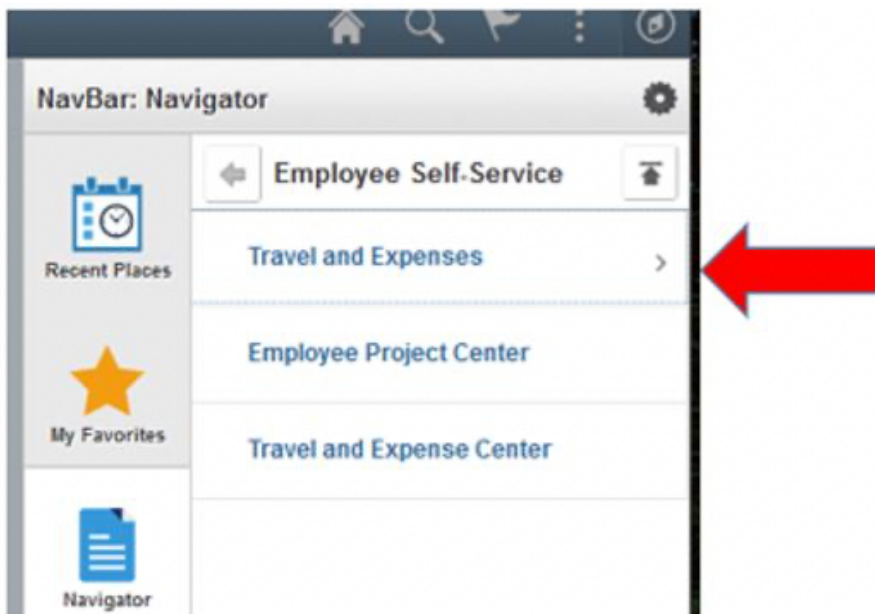 NavBar: Navigator
Employee Self-Service
Recent Places
Travel and Expenses
Employee Project Center
My Favorites
Travel and Expense Center
Navigator